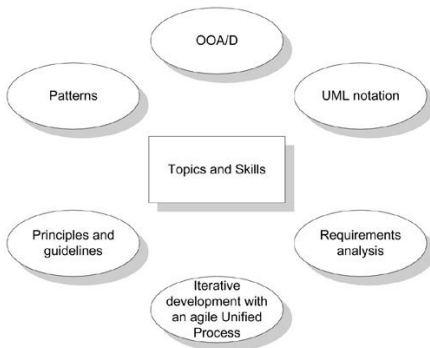 OOA/D
Patterns
UML notation
Topics and Skills
Principles and
guidelines
Requirements
analysis
Iterative
development with
an agile Unified
Process